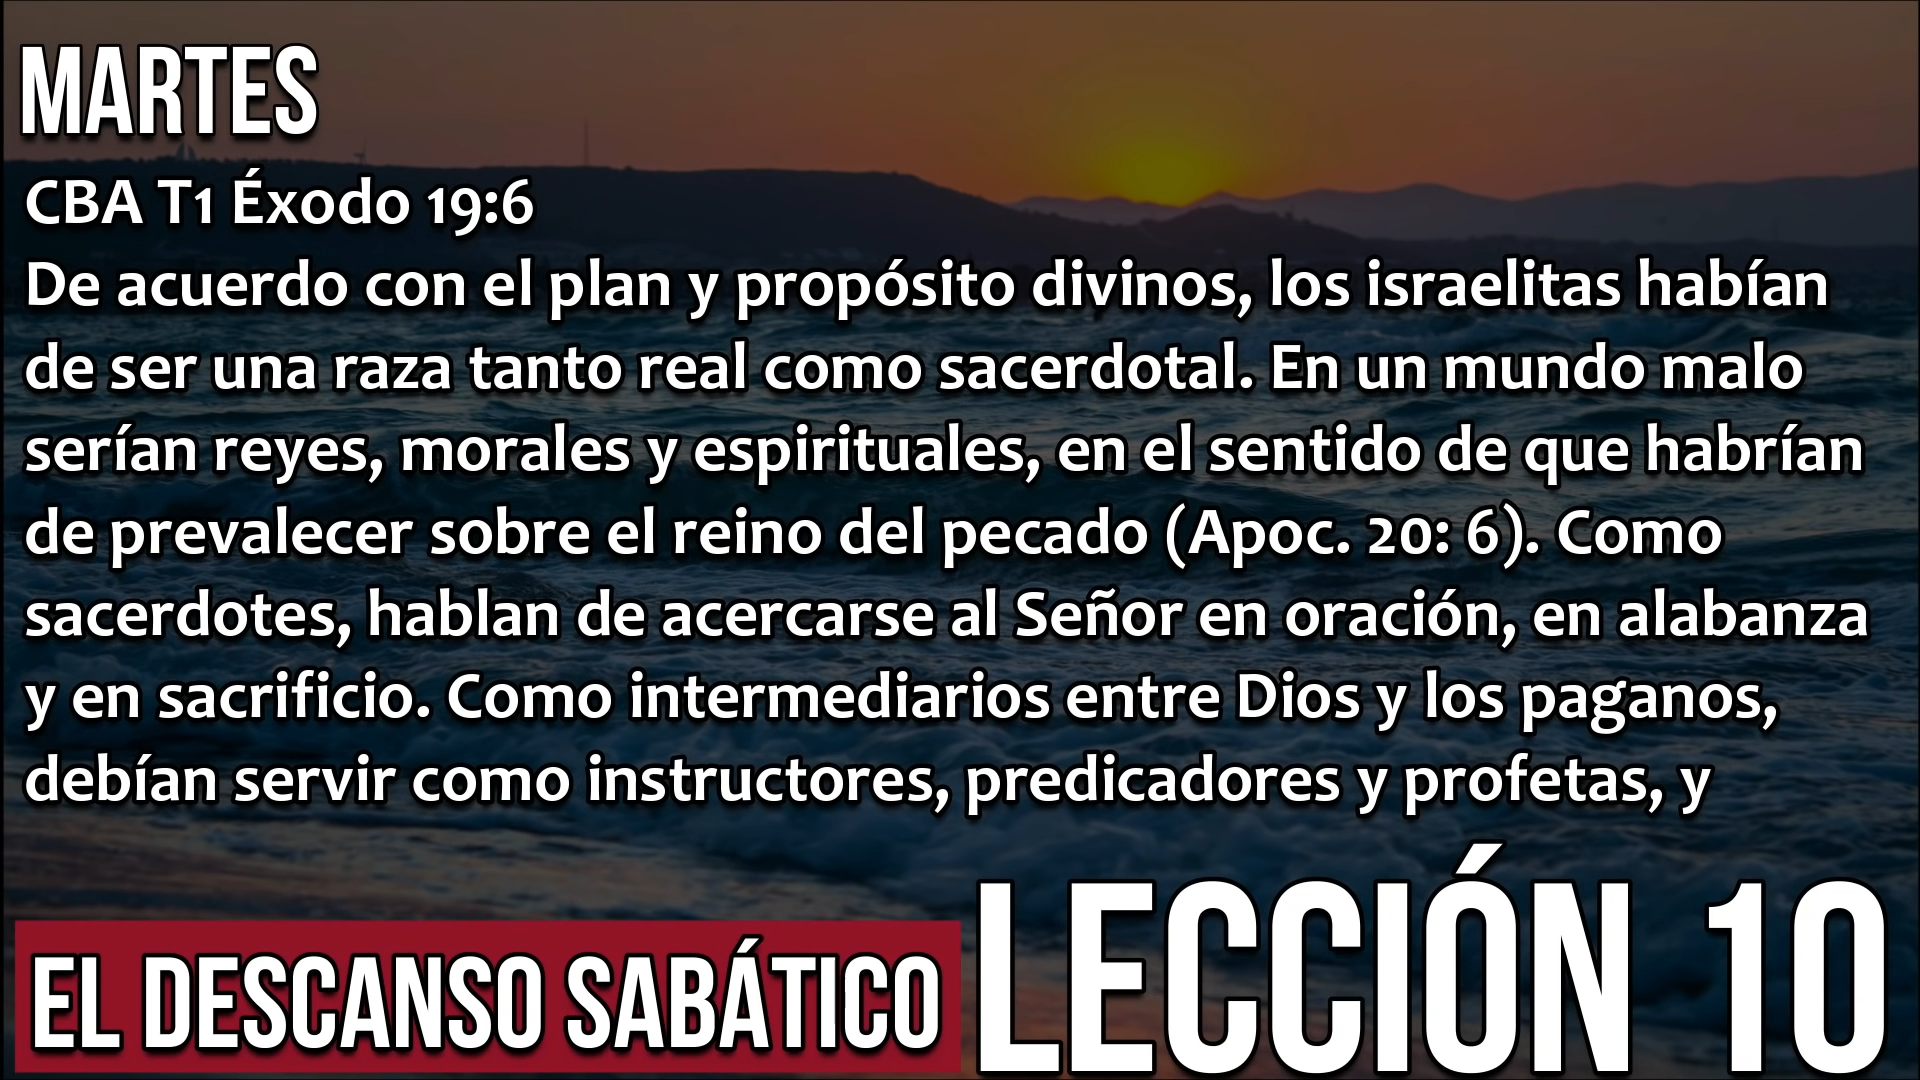 MARTES
CBA T1 Éxodo 19:6
De acuerdo con el plan y propósito divinos, los israelitas habían
de ser una raza tanto real como sacerdotal. En un mundo malo
serían reyes, morales y espirituales, en el sentido de que habrían
de prevalecer sobre el reino del pecado (Apoc. 20: 6). Como
sacerdotes, hablan de acercarse al Señor en oración, en alabanza
y en sacrificio. Como intermediarios entre Dios y los paganos,
debían servir como instructores, predicadores y profetas, y
EL DESCANSO SABÁTICO
LECCIÓN 10